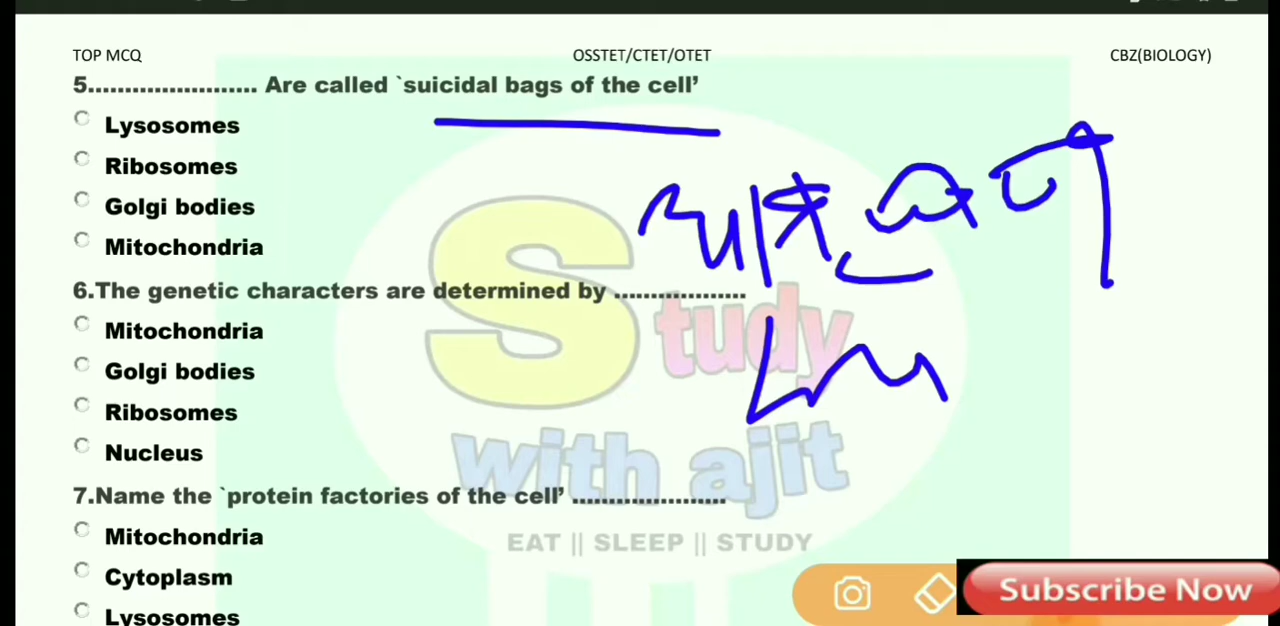 TOP MCQ OSSTET/CTET/OTET CBZ(BIOLOGY)
5....................... Are called `suicidal bags of the cell’
Lysosomes
Ribosomes
Golgi bodies
Mitochondria
6.The genetic characters are determined by ..................
Mitochondria
Golgi bodies
Ribosomes
Nucleus
7.Name the `protein factories of the cell’ .....................
Mitochondria
Cytoplasm
Lysosomes
Study
with ajit
EAT || SLEEP || STUDY
Subscribe Now